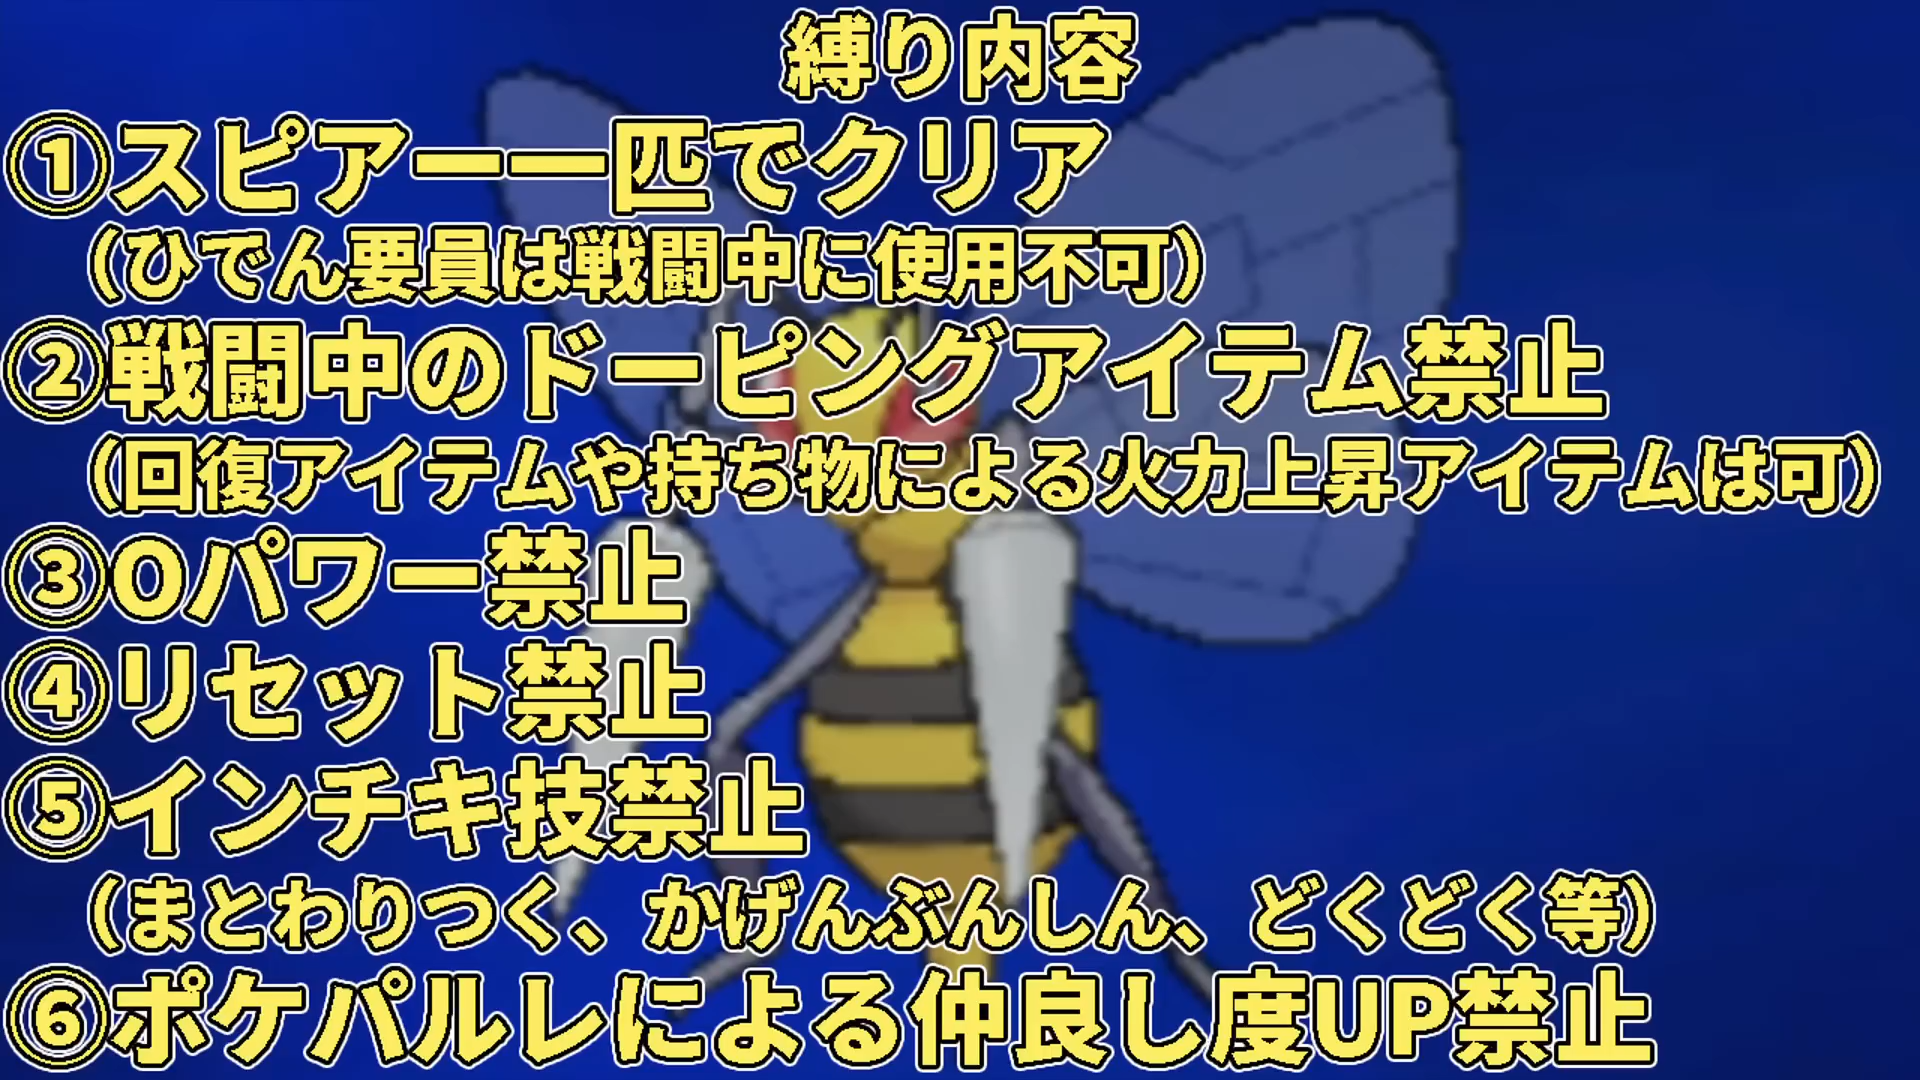 縛り内容
①スピアー一匹でクリア
（ひでん要員は戦闘中に使用不可）
②戦闘中のドーピングアイテム禁止
（回復アイテムや持ち物による火力上昇アイテムは可）
③Oパワー禁止
④リセット禁止
⑤インチキ技禁止
（まとわりつく、かげんぶんしん、どくどく等）
⑥ポケパルレによる仲良し度UP禁止